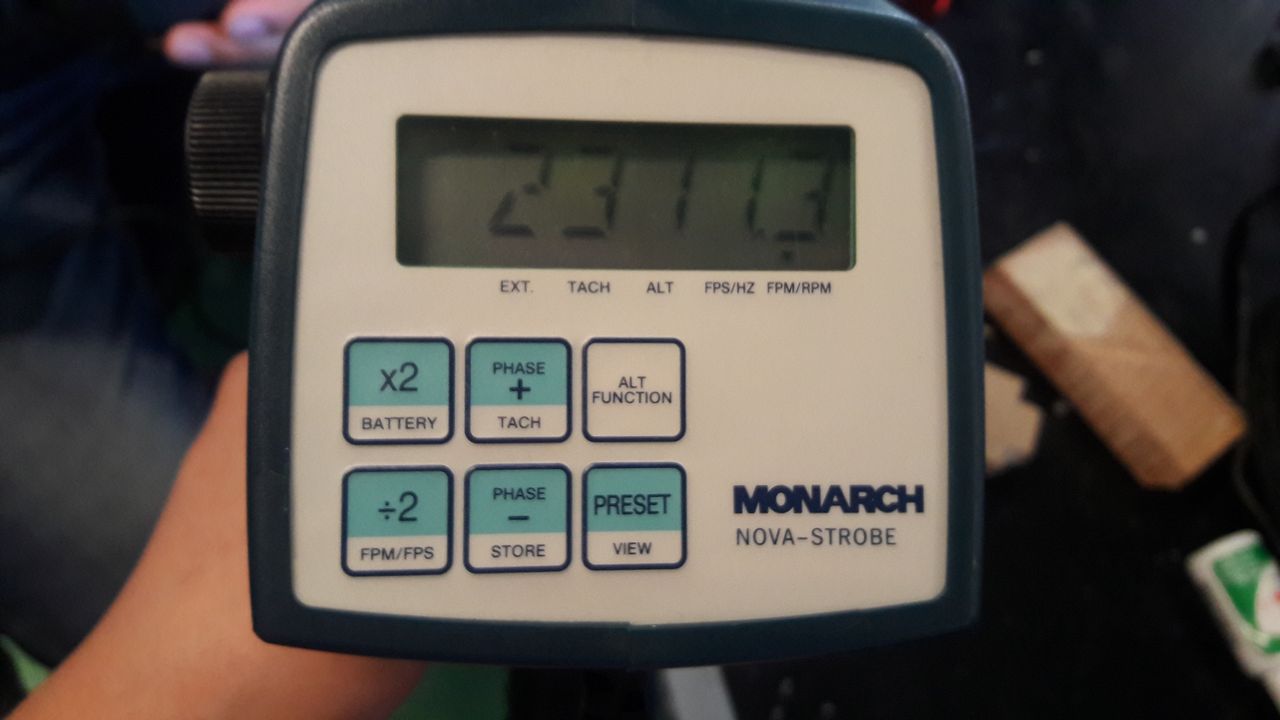 2311.3
EXT. TACH ALT FPS/HZ FPM/RPM
x2
BATTERY
PHASE
+
TACH
ALT
FUNCTION
÷2
FPM/FPS
PHASE
−
STORE
PRESET
VIEW
MONARCH
NOVA-STROBE